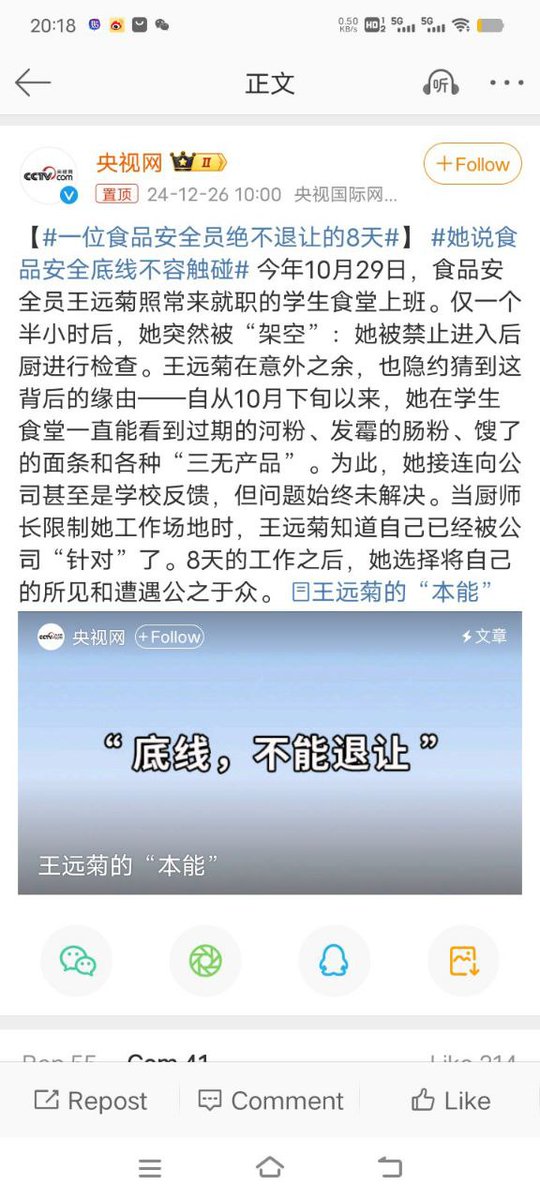 20:18
0.50 KB/s HD 1 2 5G 5G
正文
听
央视网 II
+Follow
CCTV央视网com
置顶 24-12-26 10:00 央视国际网...
【#一位食品安全员绝不退让的8天#】 #她说食
品安全底线不容触碰# 今年10月29日，食品安
全员王远菊照常来就职的学生食堂上班。仅一个
半小时后，她突然被“架空”：她被禁止进入后
厨进行检查。王远菊在意外之余，也隐约猜到这
背后的缘由——自从10月下旬以来，她在学生
食堂一直能看到过期的河粉、发霉的肠粉、馊了
的面条和各种“三无产品”。为此，她接连向公
司甚至是学校反馈，但问题始终未解决。当厨师
长限制她工作场地时，王远菊知道自己已经被公
司“针对”了。8天的工作之后，她选择将自己
的所见和遭遇公之于众。 王远菊的“本能”
央视网 +Follow
文章
“底线，不能退让”
王远菊的“本能”
Rep 55 Com 41 Like 214
Repost Comment Like